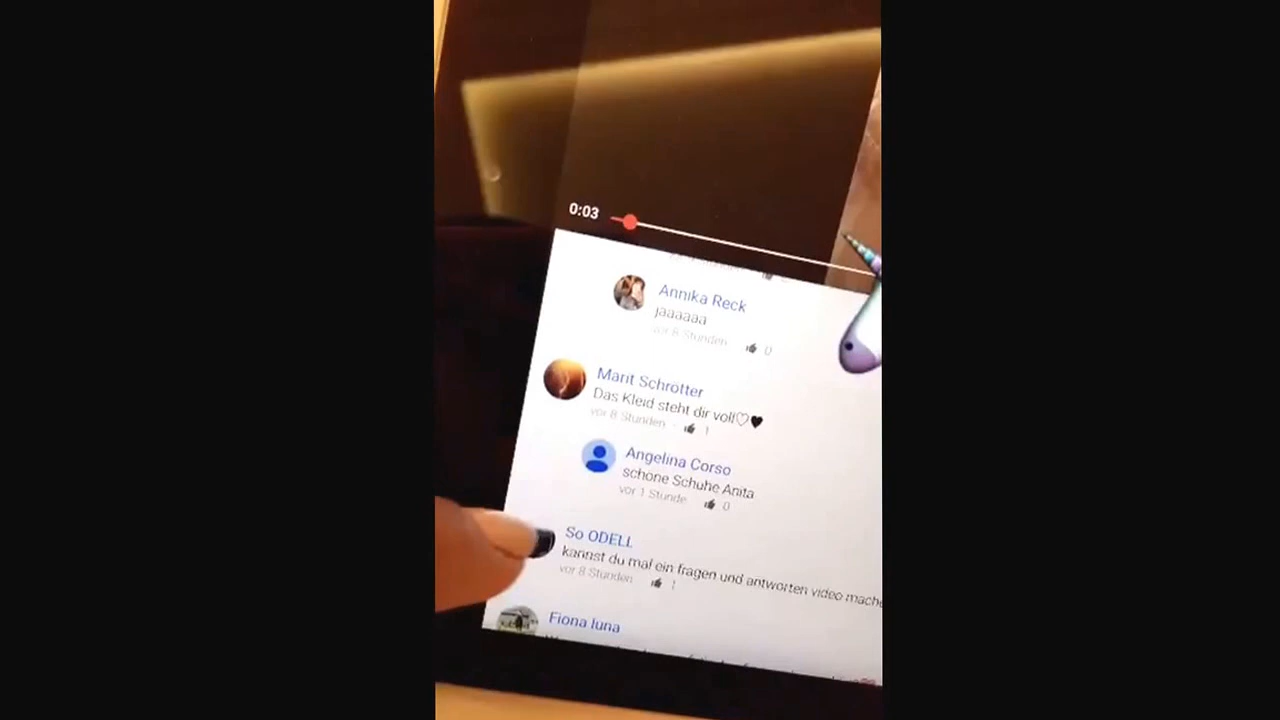 0:03
Annika Reck
jaaaaaa
vor 8 Stunden 0
Marit Schrötter
Das Kleid steht dir voll♡♥
vor 8 Stunden 1
Angelina Corso
schöne Schuhe Anita
vor 1 Stunde 0
So ODELL
kannst du mal ein fragen und antworten video mache
vor 8 Stunden 1
Fiona luna